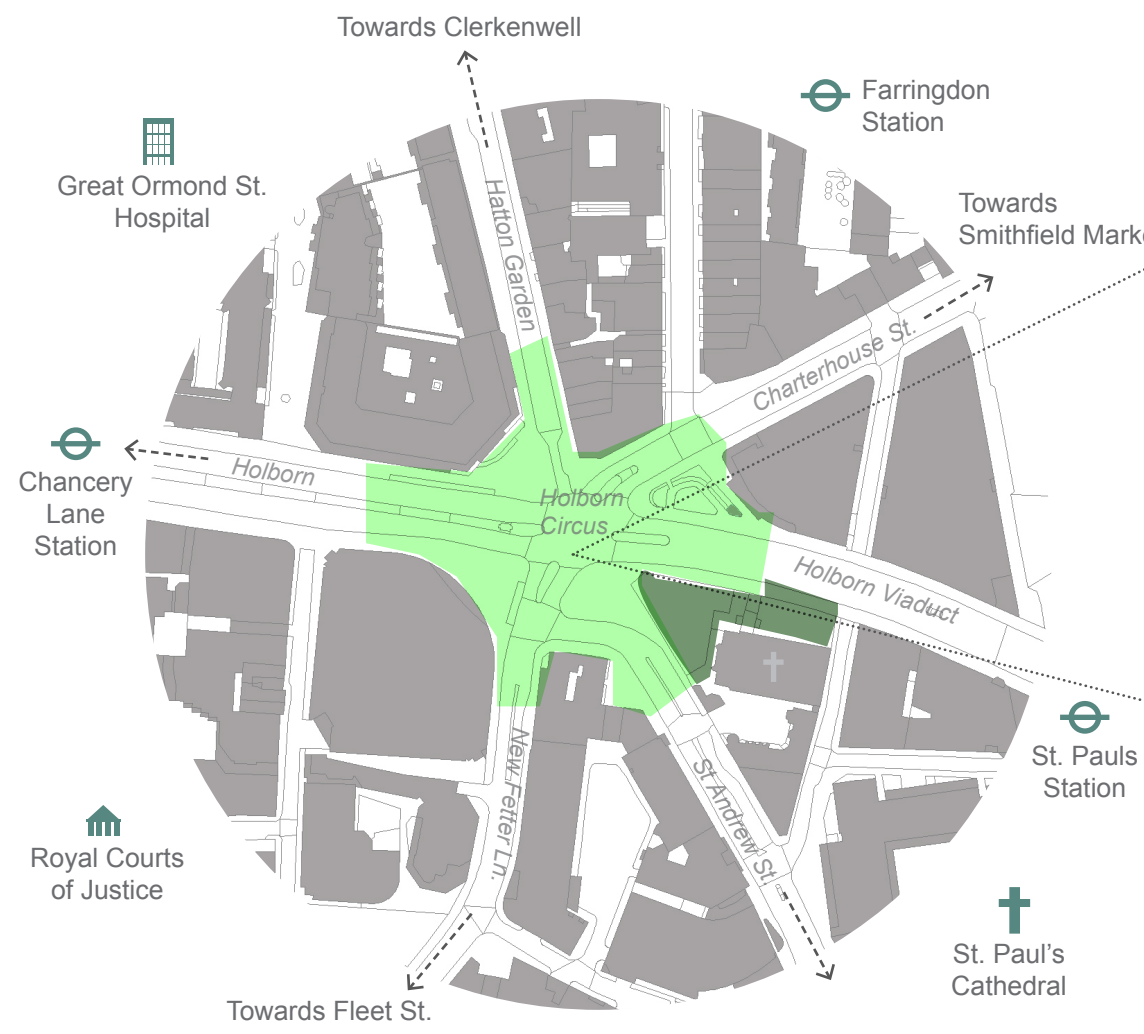 Towards Clerkenwell
Farringdon
Station
Great Ormond St.
Hospital
Towards
Smithfield Marke
Hatton Garden
Charterhouse St.
Holborn
Chancery
Lane
Station
Holborn
Circus
Holborn Viaduct
St. Pauls
Station
New Fetter Ln.
St Andrew St.
Royal Courts
of Justice
St. Paul's
Cathedral
Towards Fleet St.